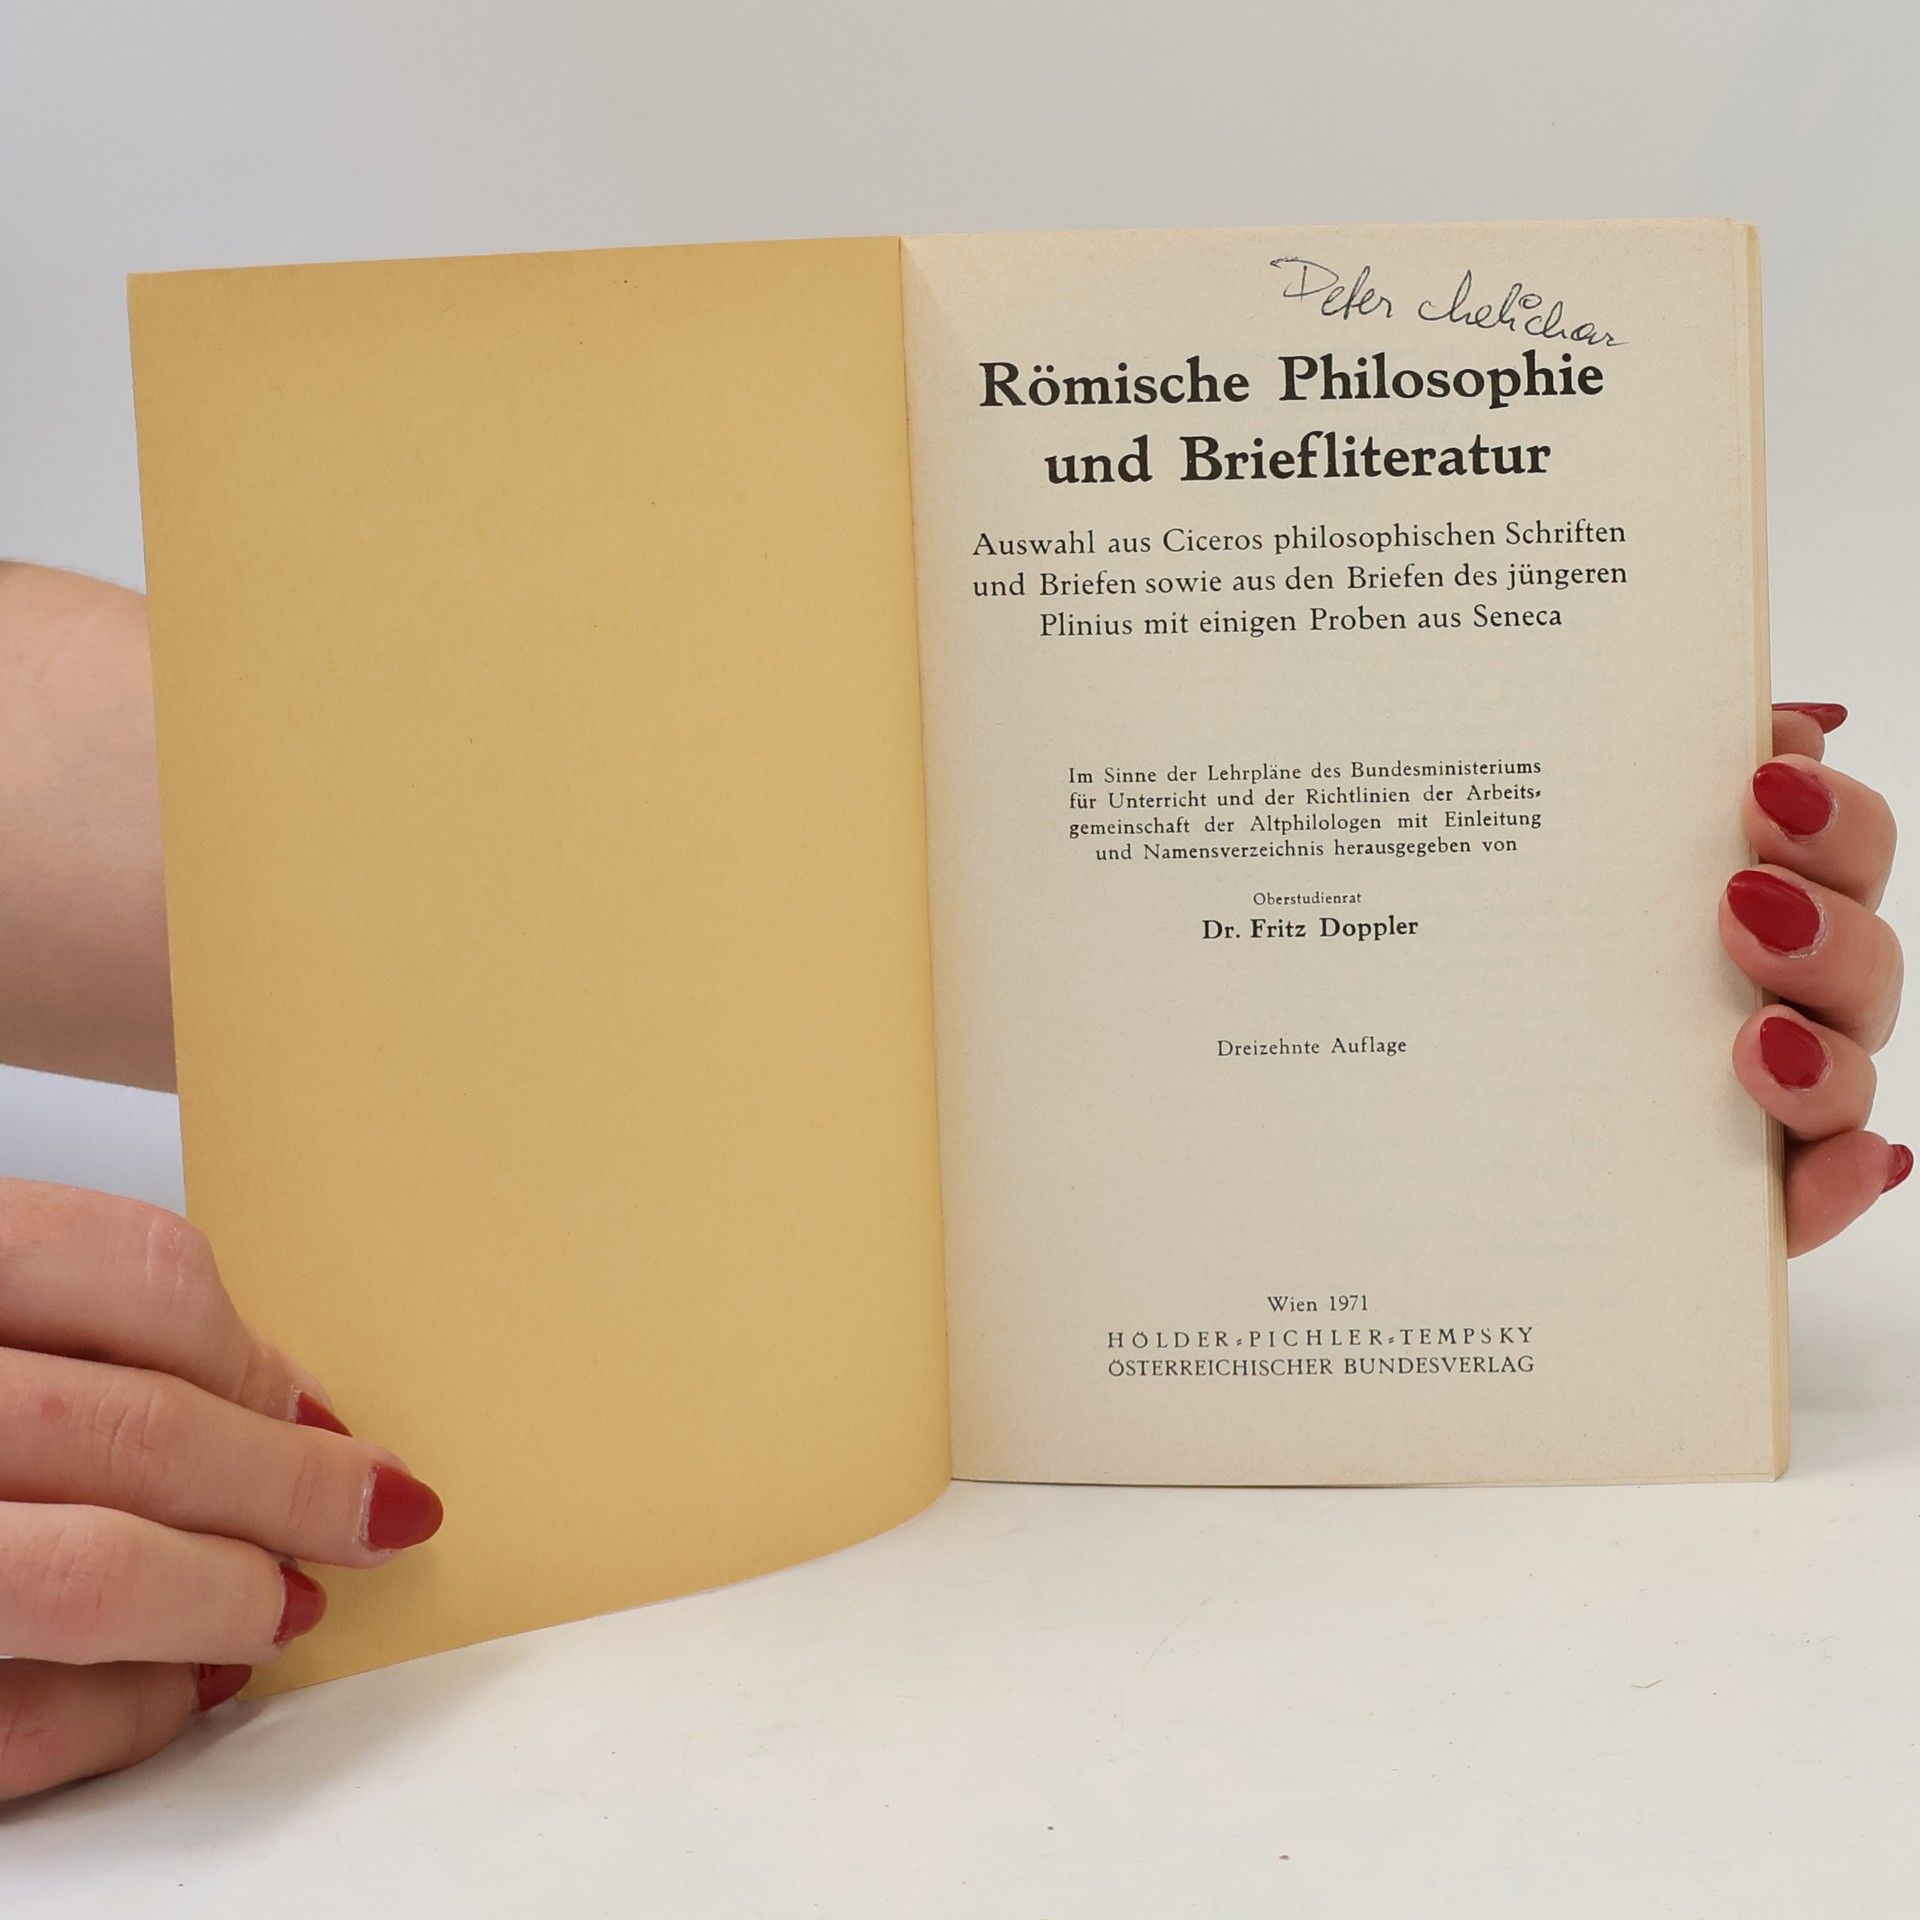 Peter
Römische Philosophie
und Briefliteratur
Auswahl aus Ciceros philosophischen Schriften
und Briefen sowie aus den Briefen des jüngeren
Plinius mit einigen Proben aus Seneca
Im Sinne der Lehrpläne des Bundesministeriums
für Unterricht und der Richtlinien der Arbeits-
gemeinschaft der Altphilologen mit Einleitung
und Namensverzeichnis herausgegeben von
Oberstudienrat
Dr. Fritz Doppler
Dreizehnte Auflage
Wien 1971
HÖLDER-PICHLER-TEMPSKY
ÖSTERREICHISCHER BUNDESVERLAG